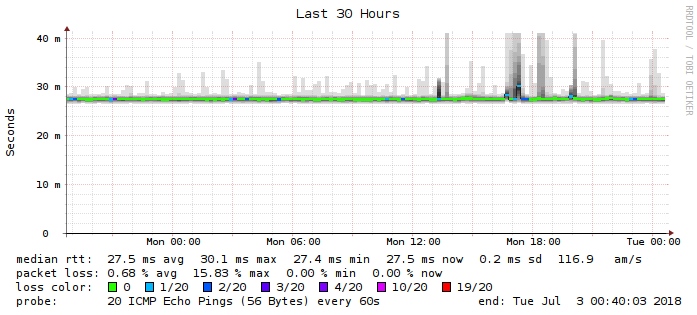 Last 30 Hours
RRDTOOL / TOBI OETIKER
Seconds
40 m
30 m
20 m
10 m
0
Mon 00:00 Mon 06:00 Mon 12:00 Mon 18:00 Tue 00:00
median rtt: 27.5 ms avg 30.1 ms max 27.4 ms min 27.5 ms now 0.2 ms sd 116.9 am/s
packet loss: 0.68 % avg 15.83 % max 0.00 % min 0.00 % now
loss color: 0 1/20 2/20 3/20 4/20 10/20 19/20
probe: 20 ICMP Echo Pings (56 Bytes) every 60s end: Tue Jul 3 00:40:03 2018